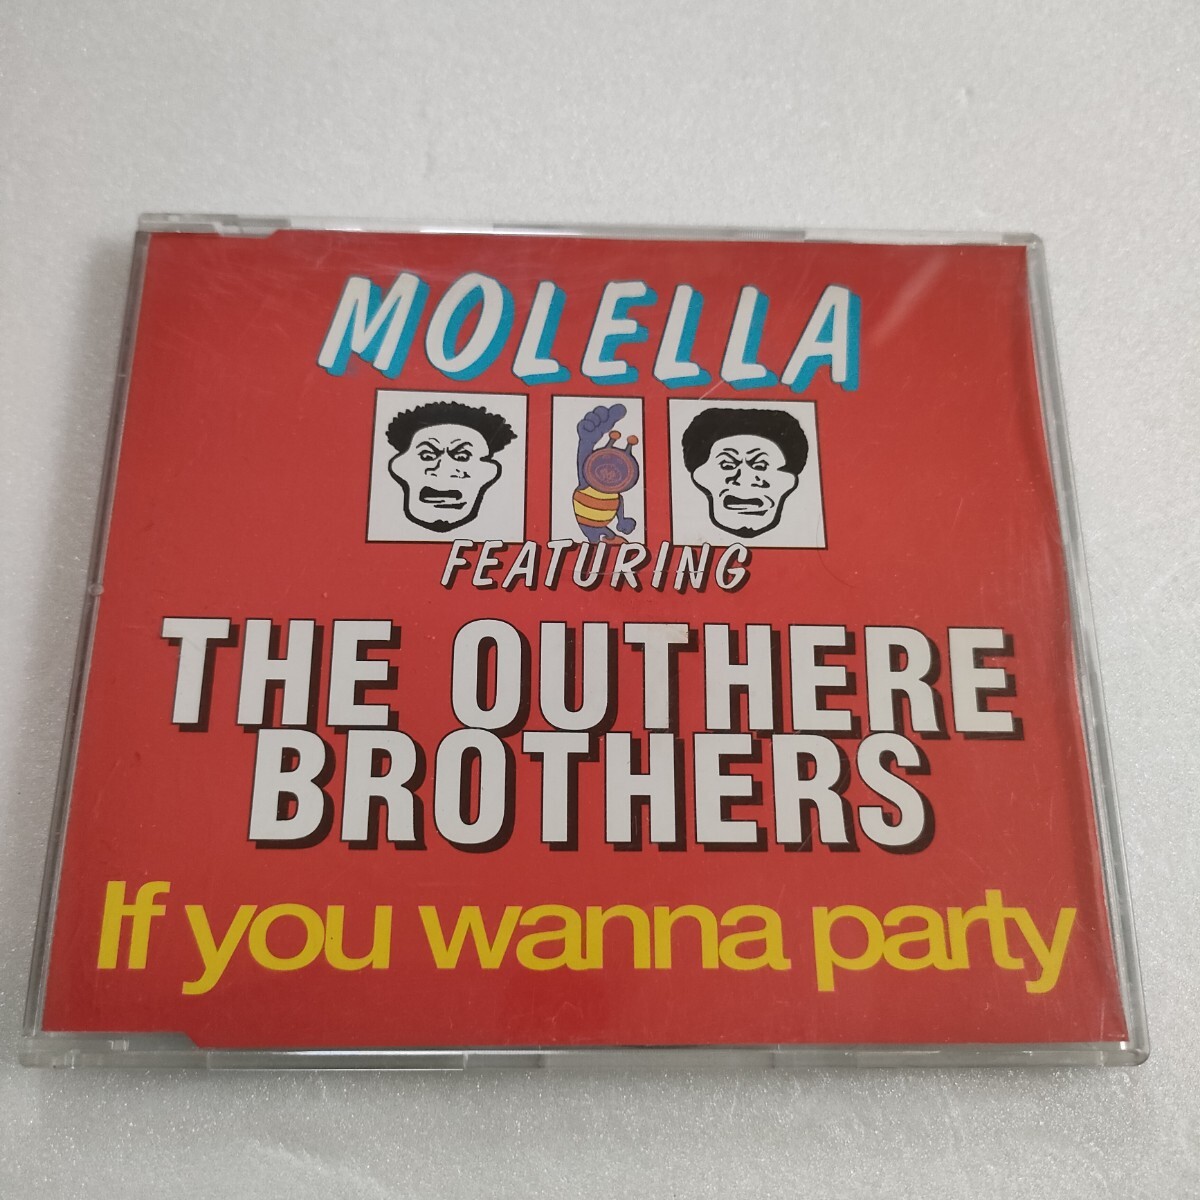 MOLELLA
FEATURING
THE OUTHERE
BROTHERS
If you wanna party